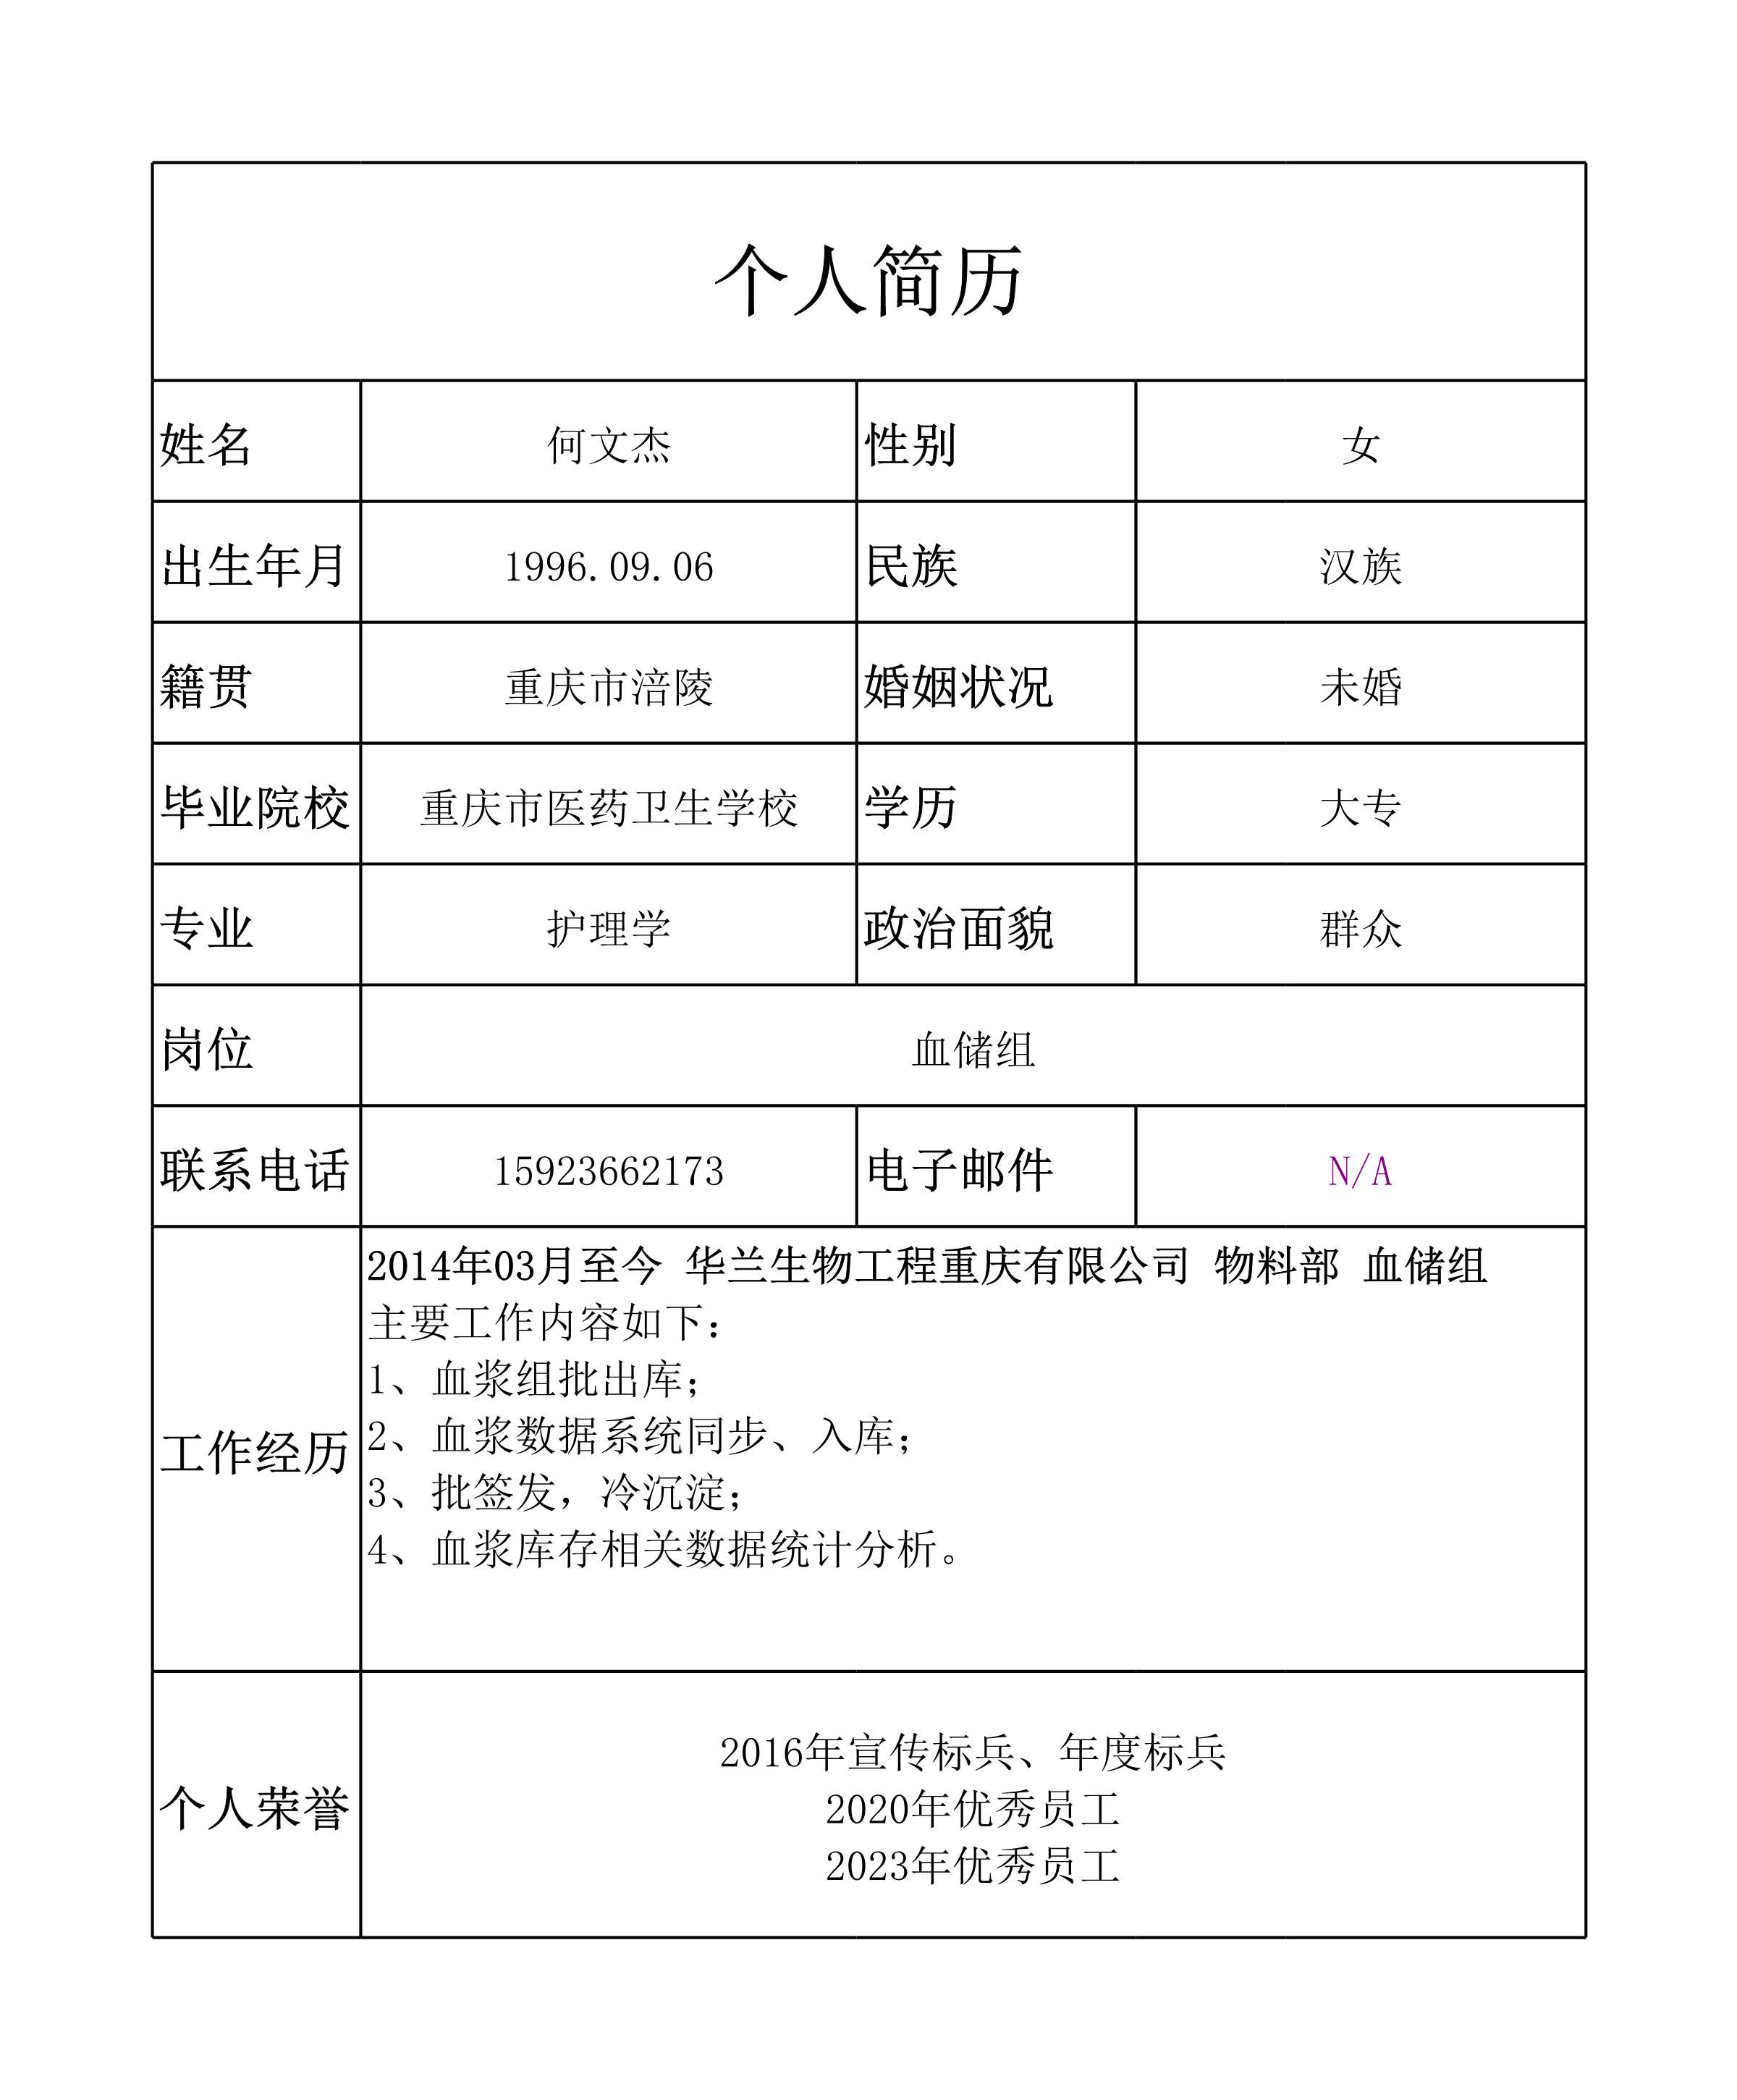 个人简历
姓名 何文杰 性别 女
出生年月 1996.09.06 民族 汉族
籍贯 重庆市涪陵 婚姻状况 未婚
毕业院校 重庆市医药卫生学校 学历 大专
专业 护理学 政治面貌 群众
岗位 血储组
联系电话 15923662173 电子邮件 N/A
工作经历
2014年03月至今 华兰生物工程重庆有限公司 物料部 血储组
主要工作内容如下：
1、血浆组批出库；
2、血浆数据系统同步、入库；
3、批签发，冷沉淀；
4、血浆库存相关数据统计分析。
个人荣誉
2016年宣传标兵、年度标兵
2020年优秀员工
2023年优秀员工